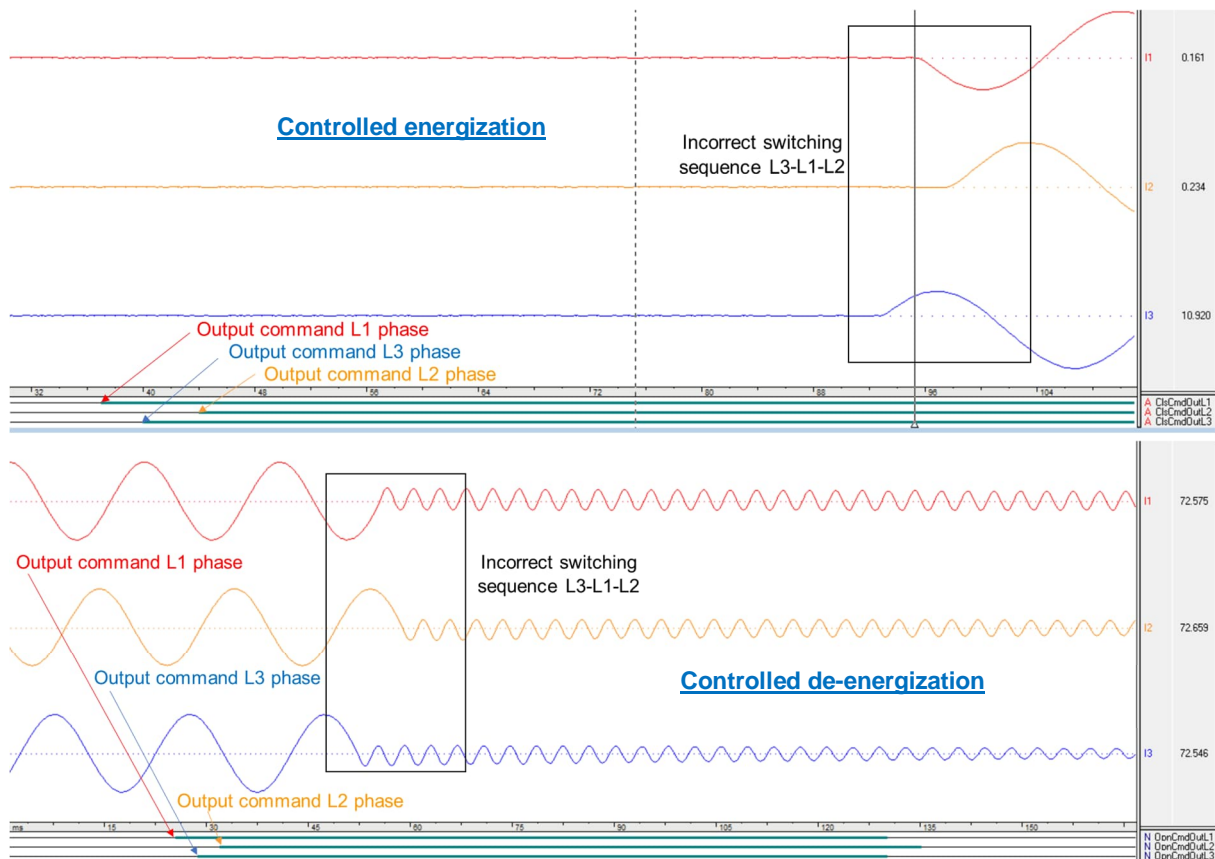 Controlled energization
Incorrect switching
sequence L3-L1-L2
I1 0.161
I2 0.234
I3 10.920
Output command L1 phase
Output command L3 phase
Output command L2 phase
32 40 48 56 64 72 80 88 96 104
A ClsCmdOutL1
A ClsCmdOutL2
A ClsCmdOutL3
I1 72.575
Output command L1 phase
Incorrect switching
sequence L3-L1-L2
I2 72.659
Output command L3 phase
Controlled de-energization
I3 72.546
Output command L2 phase
ms 15 30 45 60 75 90 105 120 135 150
N OpnCmdOutL1
N OpnCmdOutL2
N OpnCmdOutL3